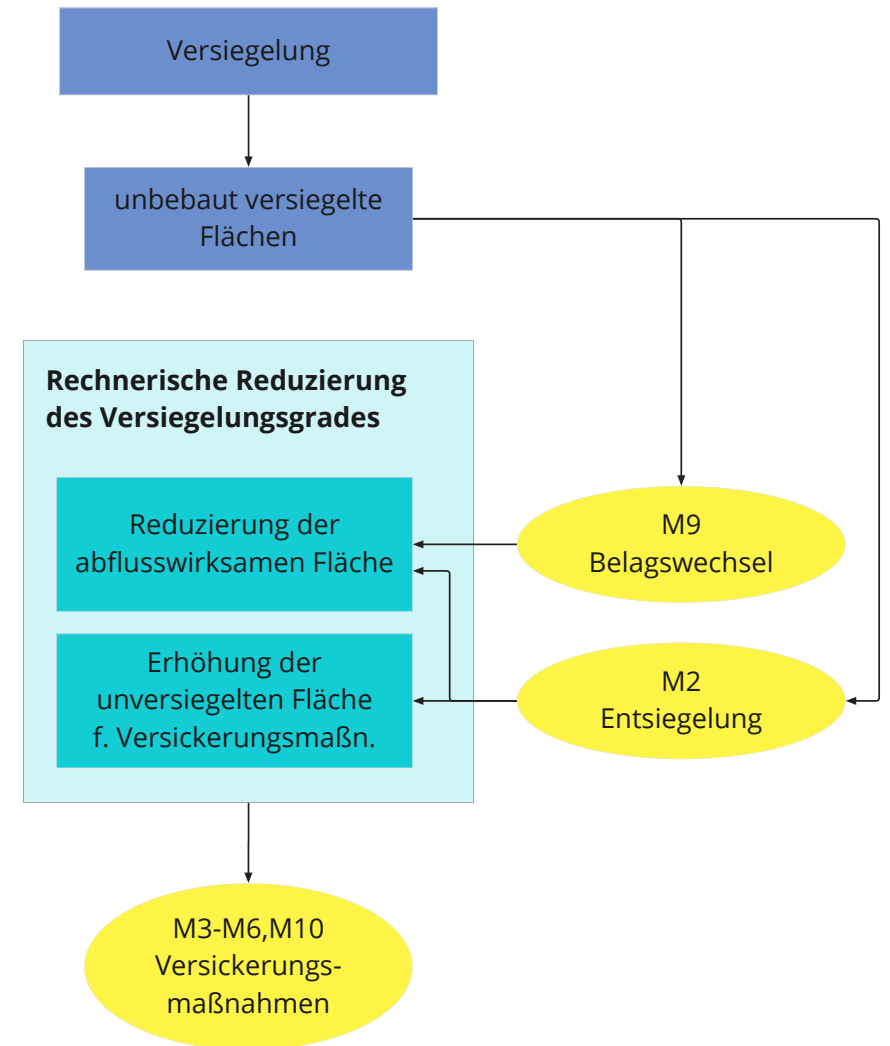 Versiegelung
unbebaut versiegelte
Flächen
Rechnerische Reduzierung
des Versiegelungsgrades
Reduzierung der
abflusswirksamen Fläche
M9
Belagswechsel
Erhöhung der
unversiegelten Fläche
f. Versickerungsmaßn.
M2
Entsiegelung
M3-M6,M10
Versickerungs-
maßnahmen